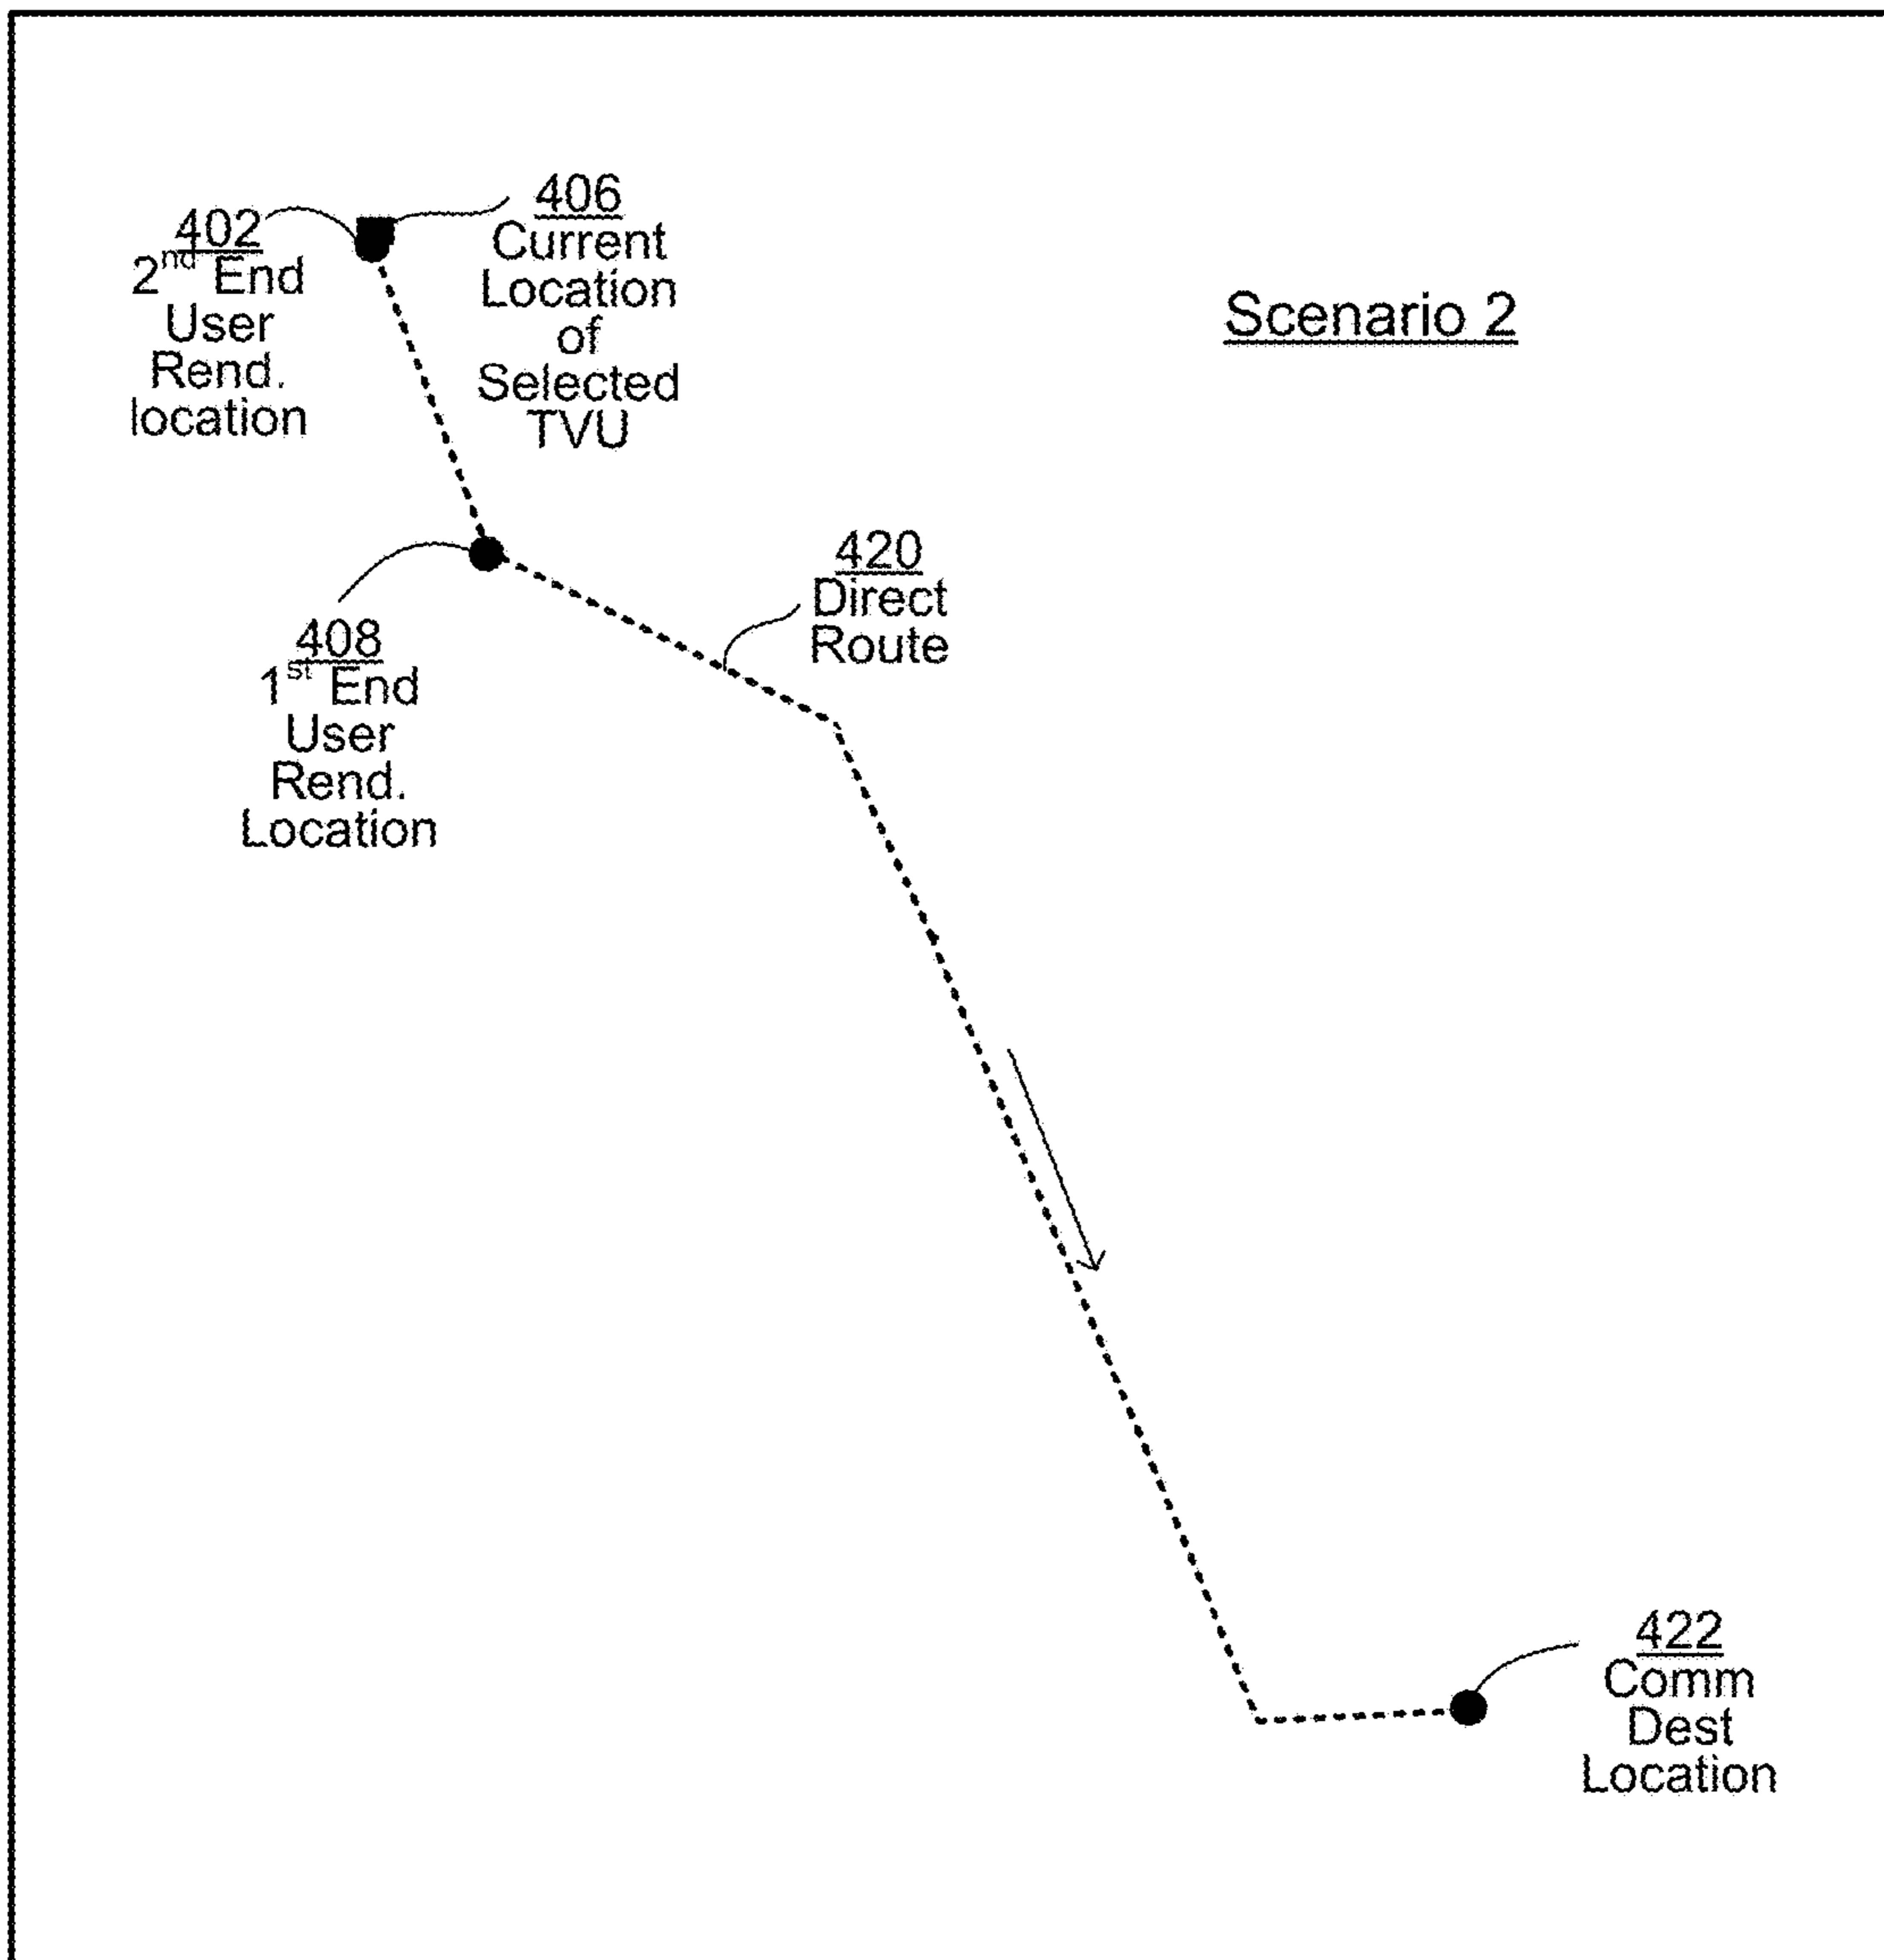 406
Current
Location
of
Selected
TVU
402
2nd End
User
Rend.
location
Scenario 2
420
Direct
Route
408
1st End
User
Rend.
Location
422
Comm
Dest
Location